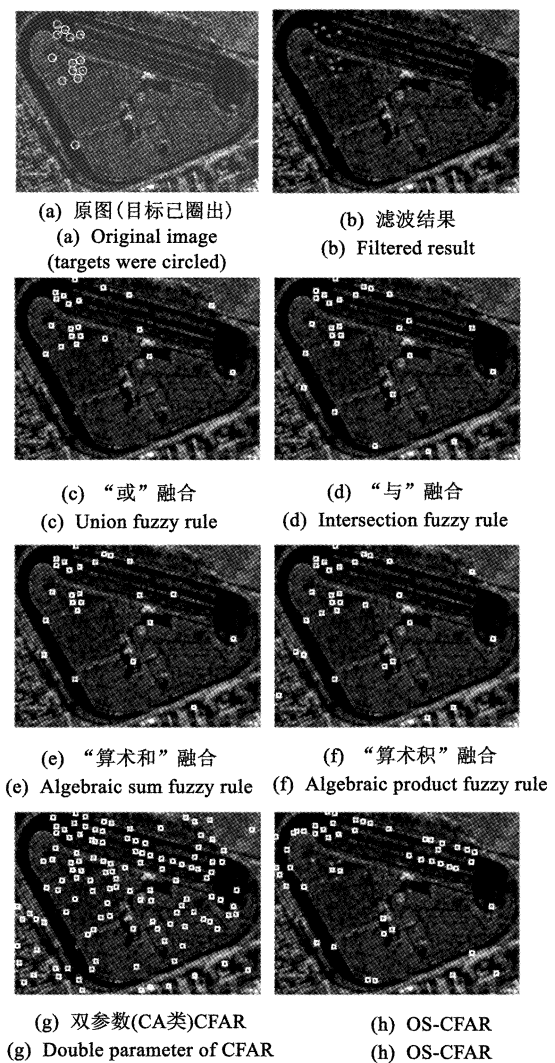 (a) 原图(目标已圈出)
(a) Original image
(targets were circled)
(b) 滤波结果
(b) Filtered result
(c) “或”融合
(c) Union fuzzy rule
(d) “与”融合
(d) Intersection fuzzy rule
(e) “算术和”融合
(e) Algebraic sum fuzzy rule
(f) “算术积”融合
(f) Algebraic product fuzzy rule
(g) 双参数(CA类)CFAR
(g) Double parameter of CFAR
(h) OS-CFAR
(h) OS-CFAR